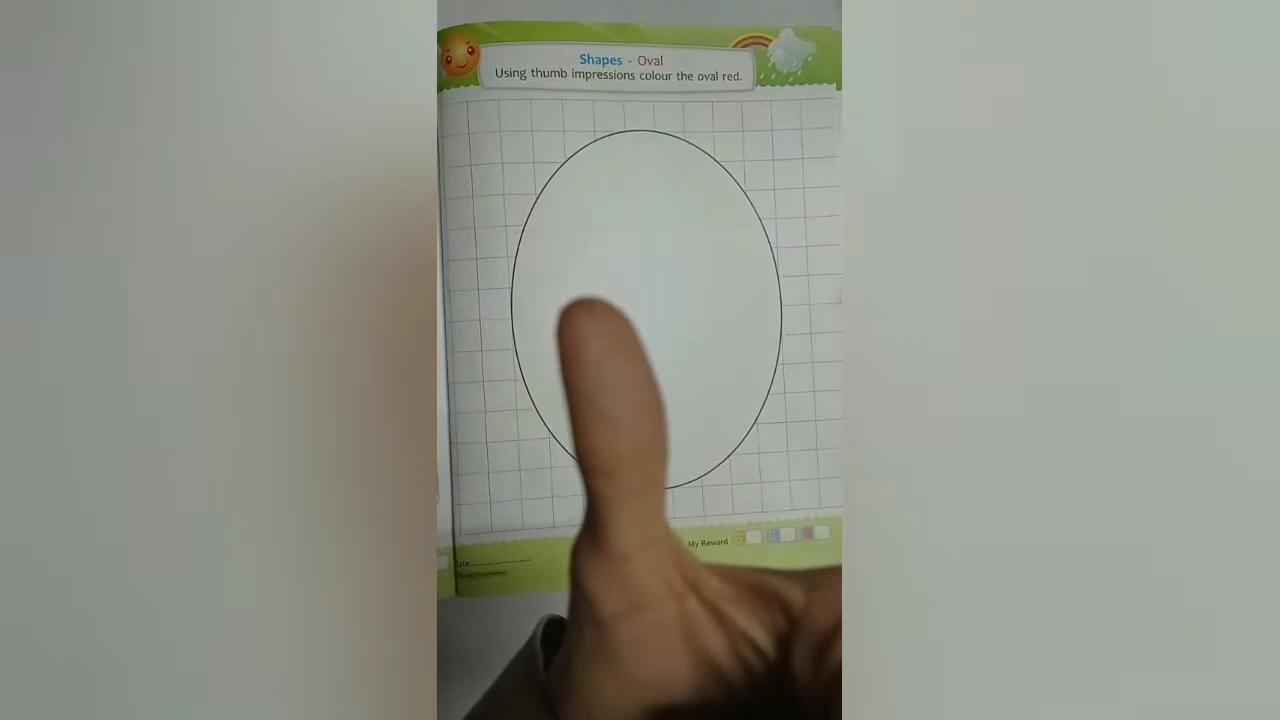 Shapes - Oval
Using thumb impressions colour the oval red.
My Reward